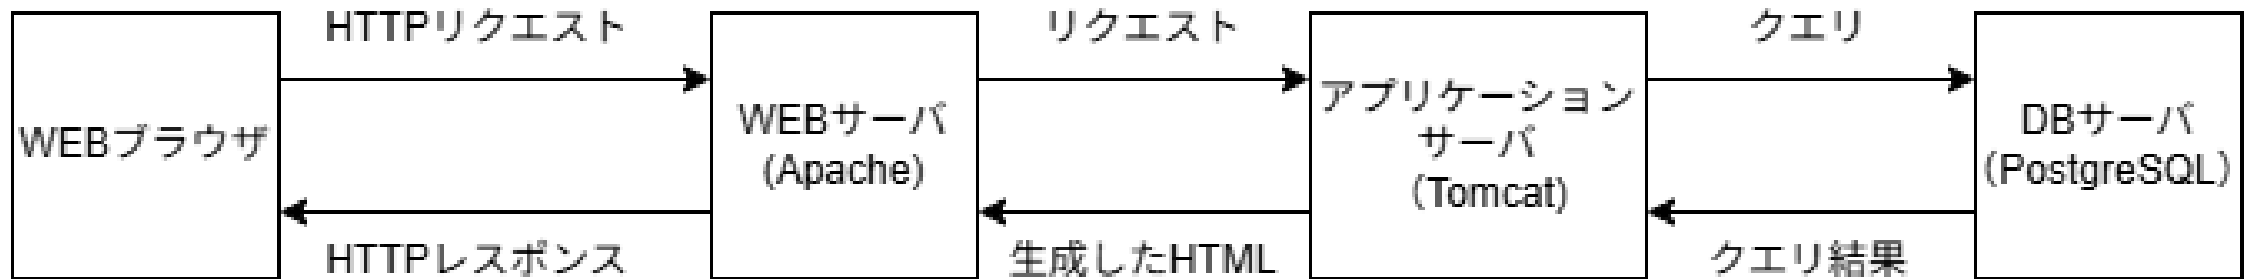 HTTPリクエスト
リクエスト
クエリ
WEBブラウザ
WEBサーバ
(Apache)
アプリケーション
サーバ
(Tomcat)
DBサーバ
(PostgreSQL)
HTTPレスポンス
生成したHTML
クエリ結果